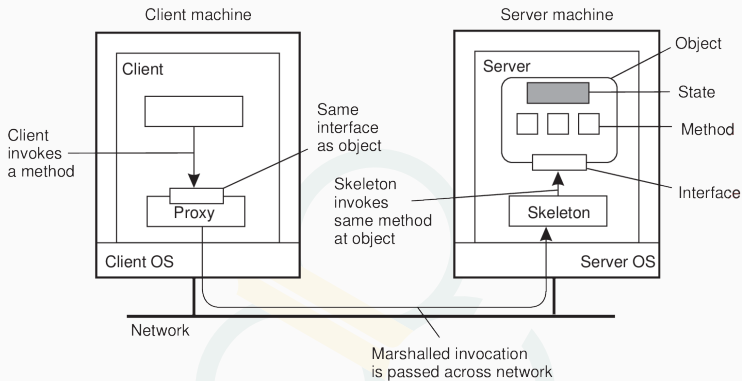 Client machine
Server machine
Object
Client
Server
State
Same
interface
as object
Client
invokes
a method
Method
Skeleton
invokes
same method
at object
Interface
Proxy
Skeleton
Client OS
Server OS
Network
Marshalled invocation
is passed across network